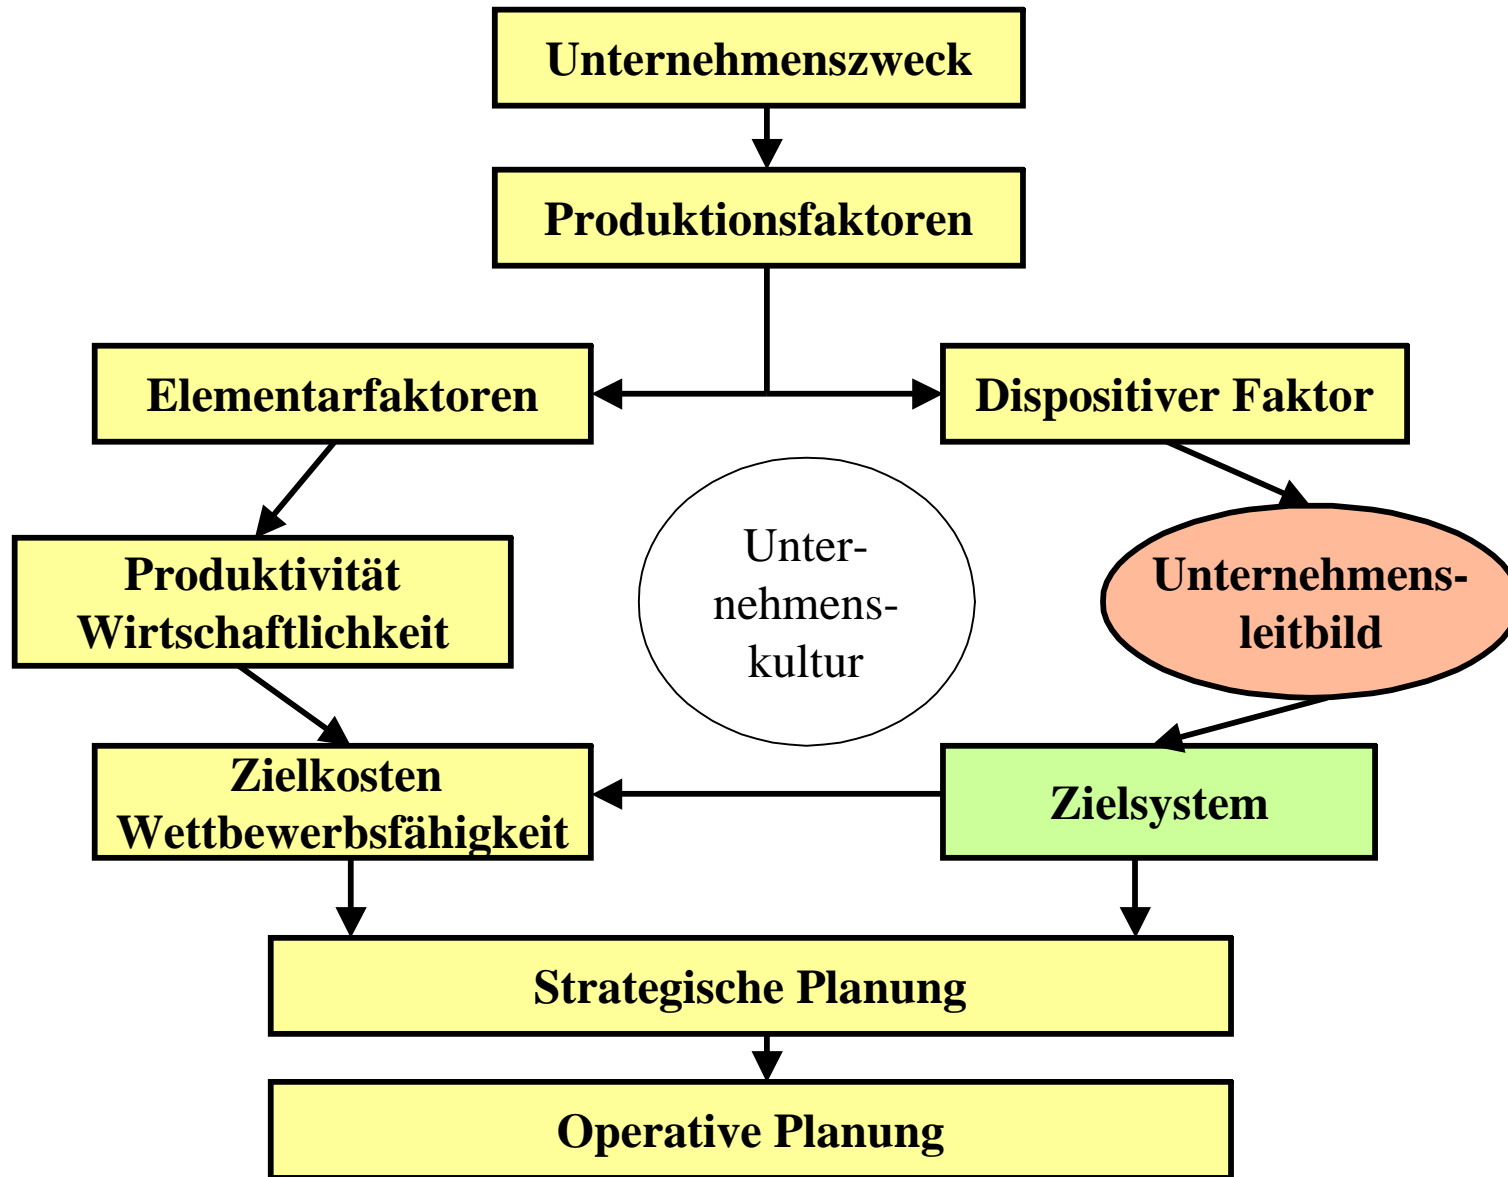 Unternehmenszweck
Produktionsfaktoren
Elementarfaktoren
Dispositiver Faktor
Unter-
nehmens-
kultur
Produktivität
Wirtschaftlichkeit
Unternehmens-
leitbild
Zielkosten
Wettbewerbsfähigkeit
Zielsystem
Strategische Planung
Operative Planung